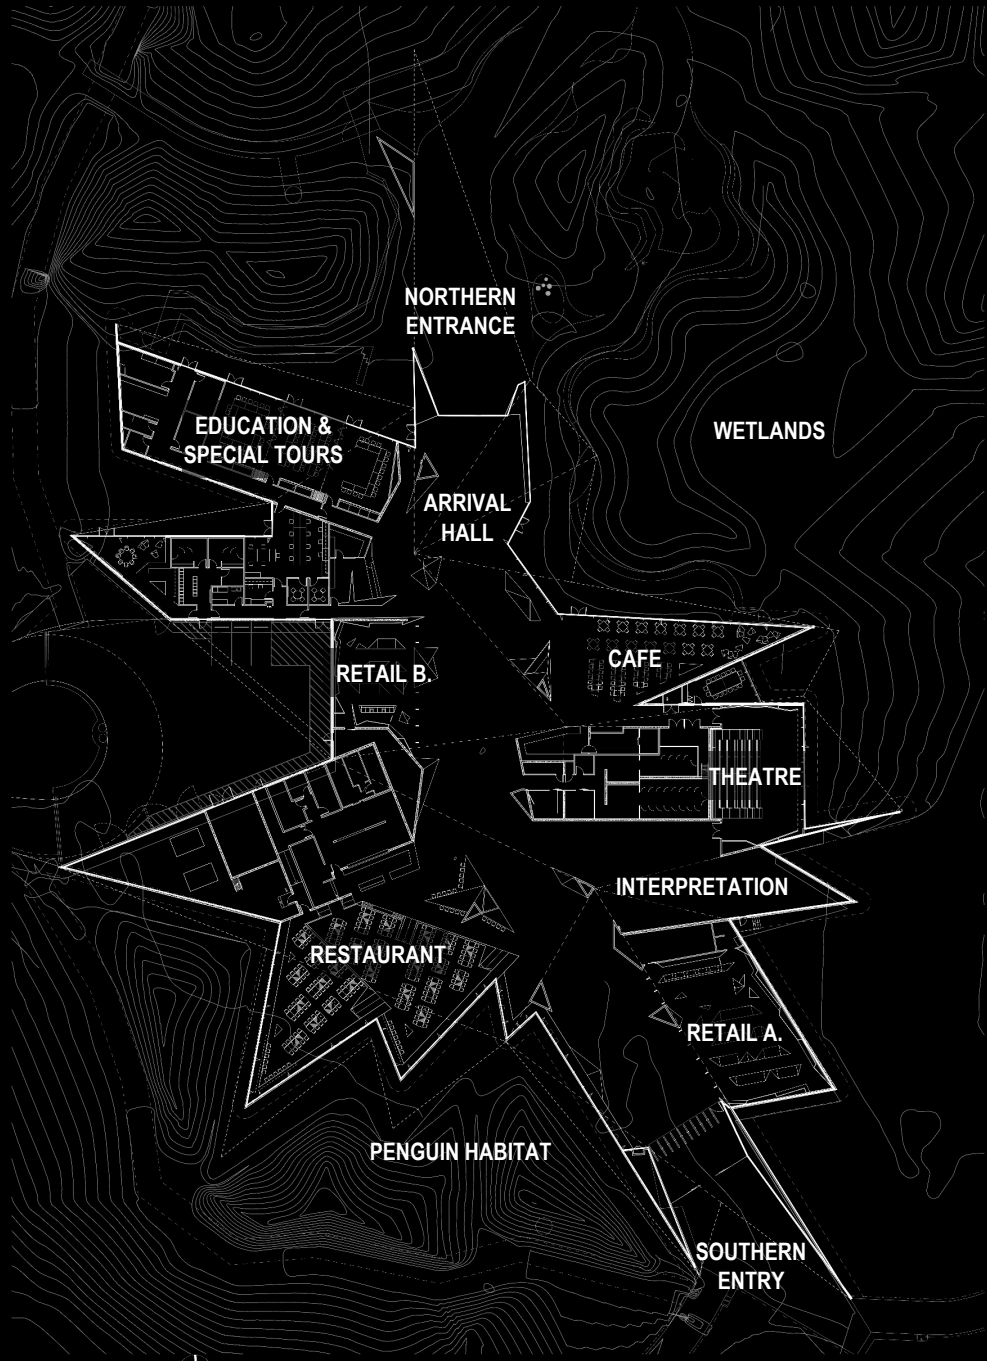 NORTHERN
ENTRANCE
EDUCATION &
SPECIAL TOURS
WETLANDS
ARRIVAL
HALL
CAFE
RETAIL B.
THEATRE
INTERPRETATION
RESTAURANT
RETAIL A.
PENGUIN HABITAT
SOUTHERN
ENTRY